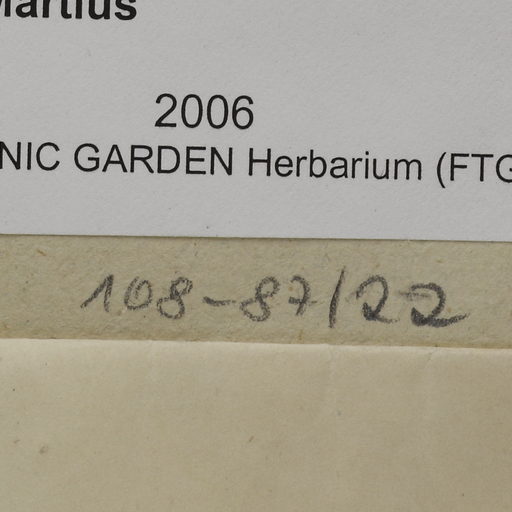 Martius
2006
NIC GARDEN Herbarium (FTG
108-87/22